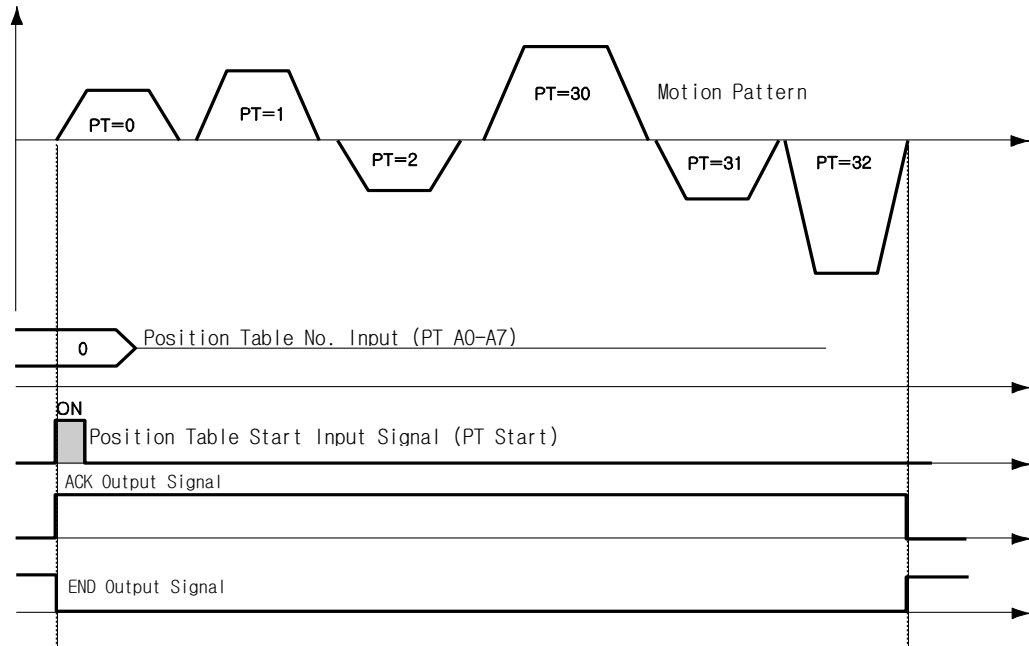 PT=30
Motion Pattern
PT=1
PT=0
PT=2
PT=31
PT=32
Position Table No. Input (PT A0-A7)
0
ON
Position Table Start Input Signal (PT Start)
ACK Output Signal
END Output Signal